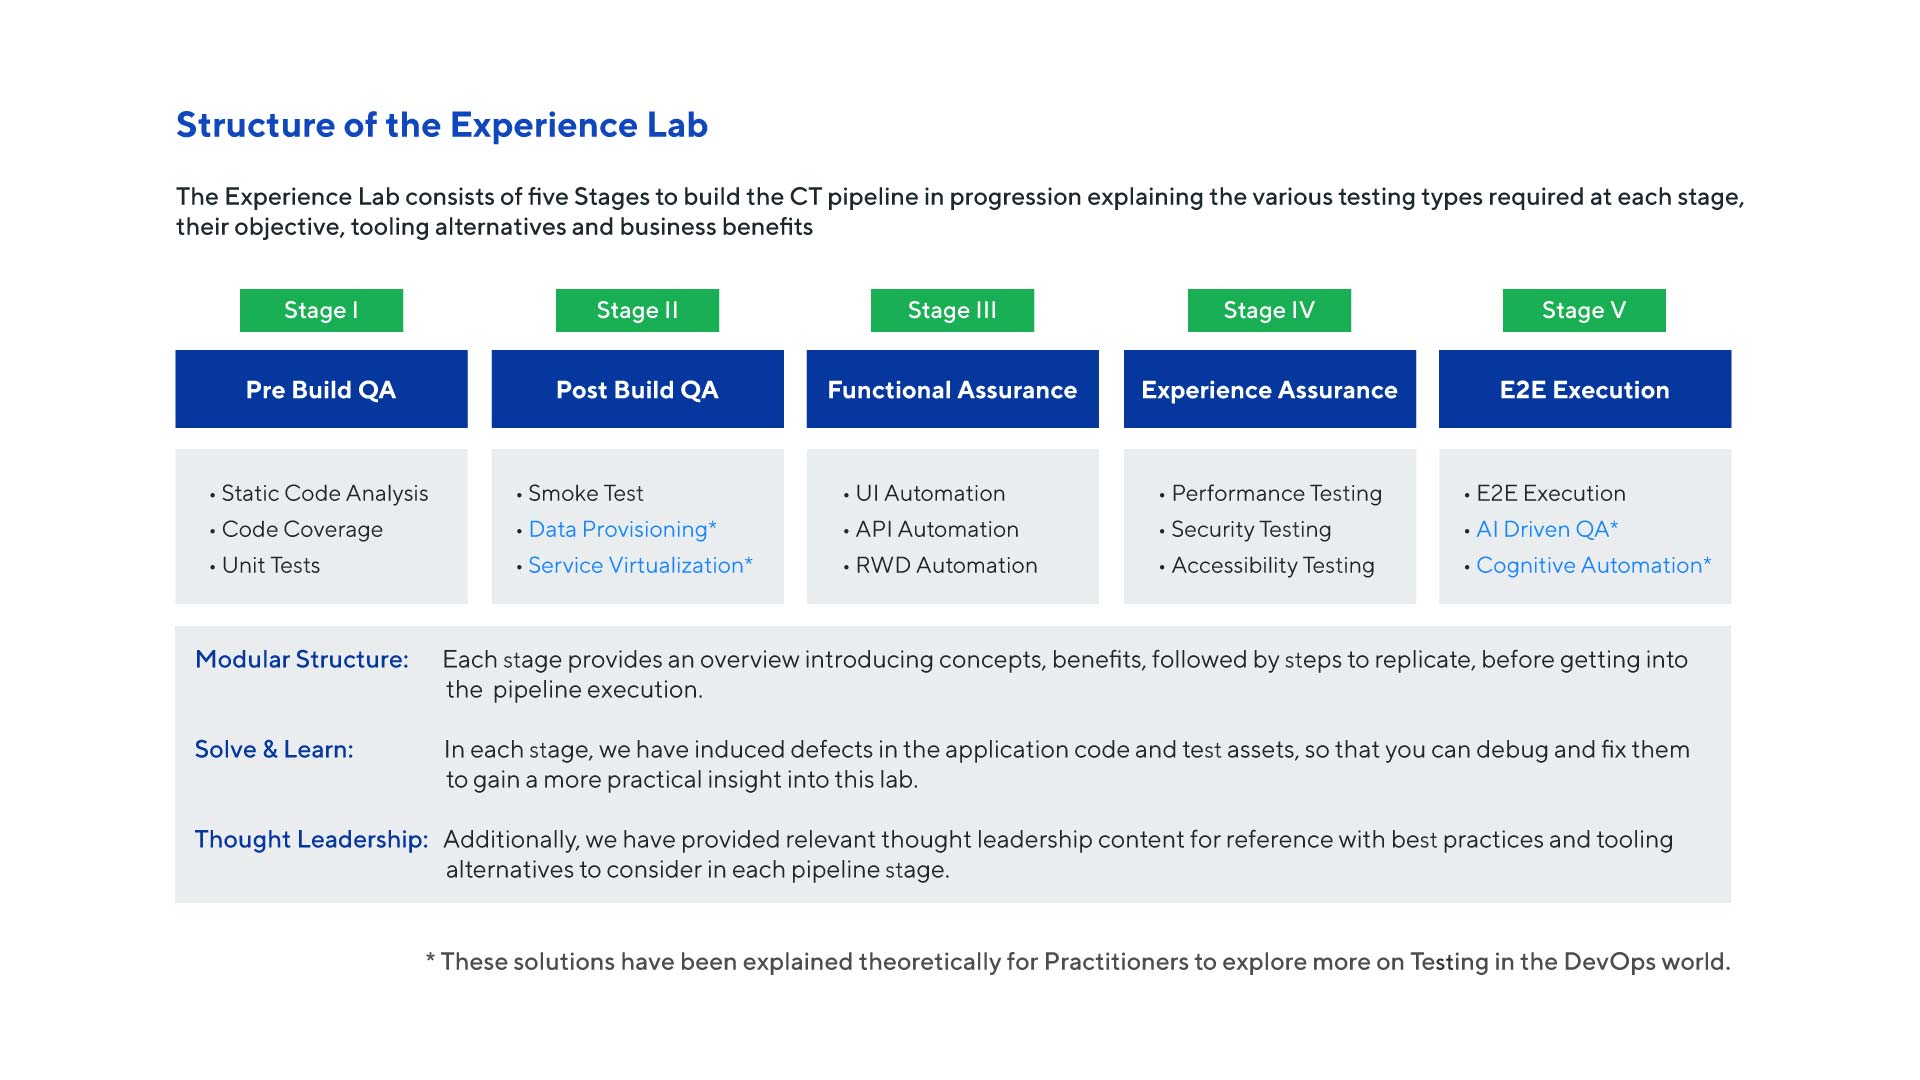 Structure of the Experience Lab
The Experience Lab consists of five Stages to build the CT pipeline in progression explaining the various testing types required at each stage,
their objective, tooling alternatives and business benefits
Stage I
Stage II
Stage III
Stage IV
Stage V
Pre Build QA
Post Build QA
Functional Assurance
Experience Assurance
E2E Execution
• Static Code Analysis
• Code Coverage
• Unit Tests
• Smoke Test
• Data Provisioning*
• Service Virtualization*
• UI Automation
• API Automation
• RWD Automation
• Performance Testing
• Security Testing
• Accessibility Testing
• E2E Execution
• AI Driven QA*
• Cognitive Automation*
Modular Structure: Each stage provides an overview introducing concepts, benefits, followed by steps to replicate, before getting into
the pipeline execution.
Solve & Learn: In each stage, we have induced defects in the application code and test assets, so that you can debug and fix them
to gain a more practical insight into this lab.
Thought Leadership: Additionally, we have provided relevant thought leadership content for reference with best practices and tooling
alternatives to consider in each pipeline stage.
* These solutions have been explained theoretically for Practitioners to explore more on Testing in the DevOps world.